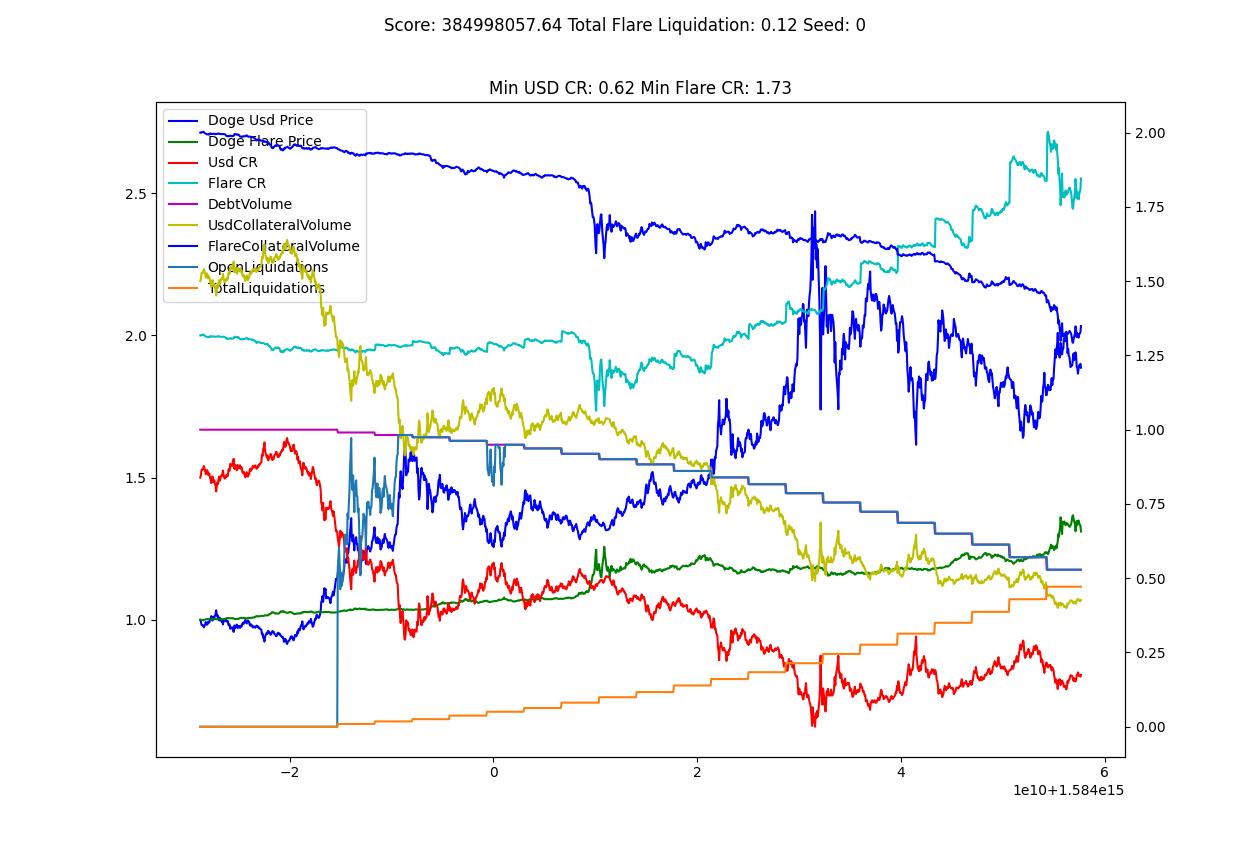 Score: 384998057.64 Total Flare Liquidation: 0.12 Seed: 0
Min USD CR: 0.62 Min Flare CR: 1.73
Doge Usd Price
Doge Flare Price
Usd CR
Flare CR
DebtVolume
UsdCollateralVolume
FlareCollateralVolume
OpenLiquidations
TotalLiquidations
2.5
2.0
1.5
1.0
2.00
1.75
1.50
1.25
1.00
0.75
0.50
0.25
0.00
−2
0
2
4
6
1e10+1.584e15